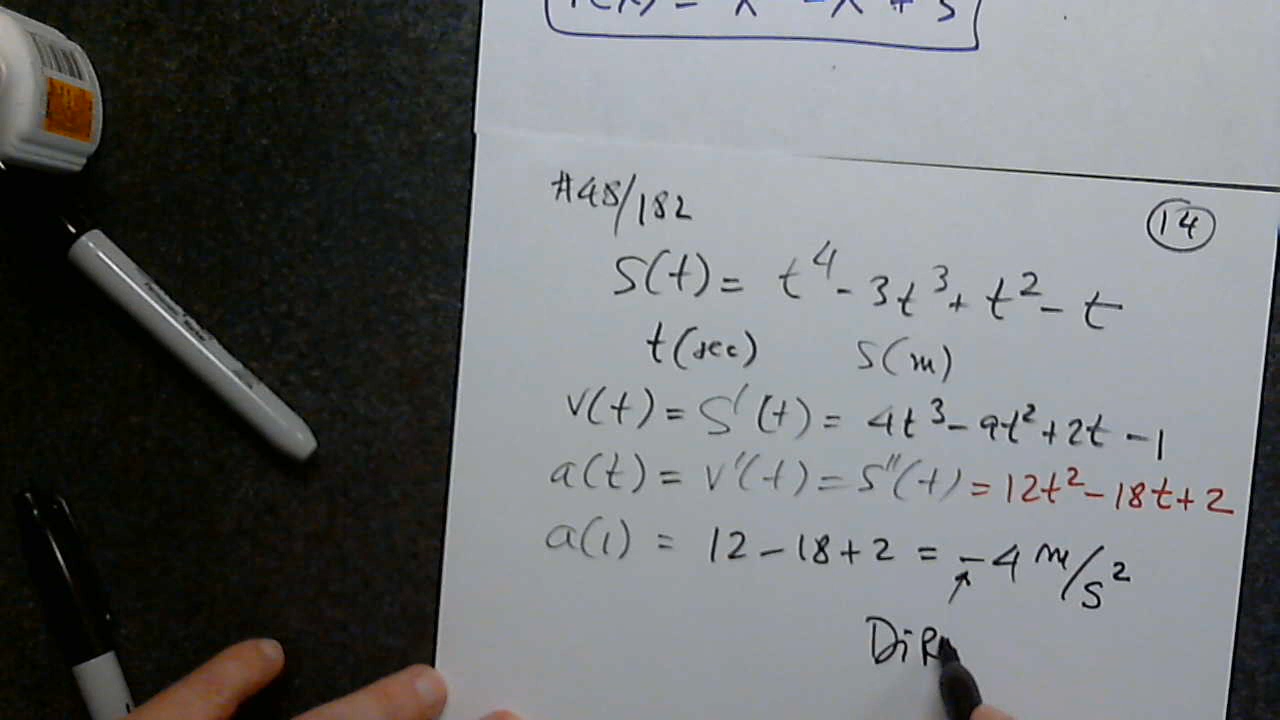 #48/182
14
S(t) = t⁴ - 3t³ + t² - t
t(sec) S(m)
v(t) = S'(t) = 4t³ - 9t² + 2t - 1
a(t) = v'(t) = S''(t) = 12t² - 18t + 2
a(1) = 12 - 18 + 2 = -4 m/s²
DiR